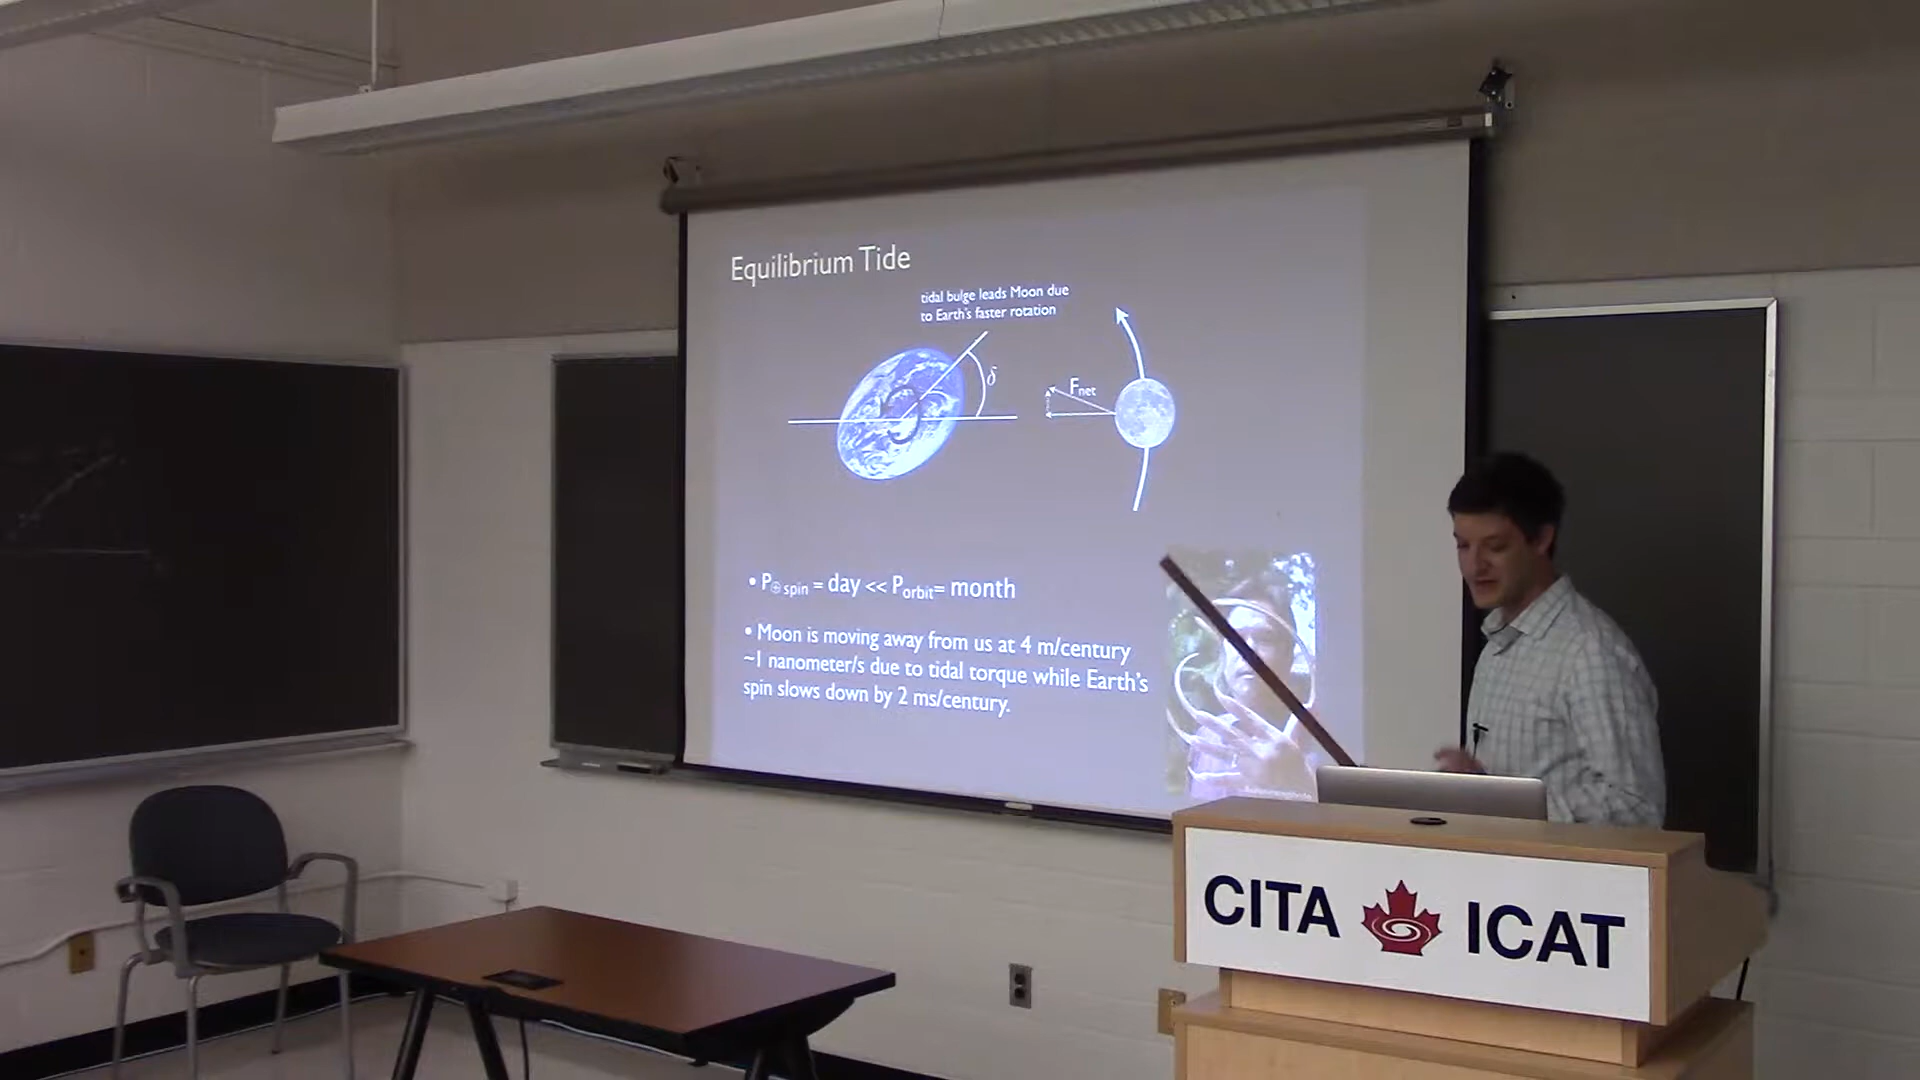 Equilibrium Tide
tidal bulge leads Moon due
to Earth's faster rotation
δ
Fnet
• P⊕ spin = day << Porbit= month
• Moon is moving away from us at 4 m/century
~1 nanometer/s due to tidal torque while Earth's
spin slows down by 2 ms/century.
CITA ICAT